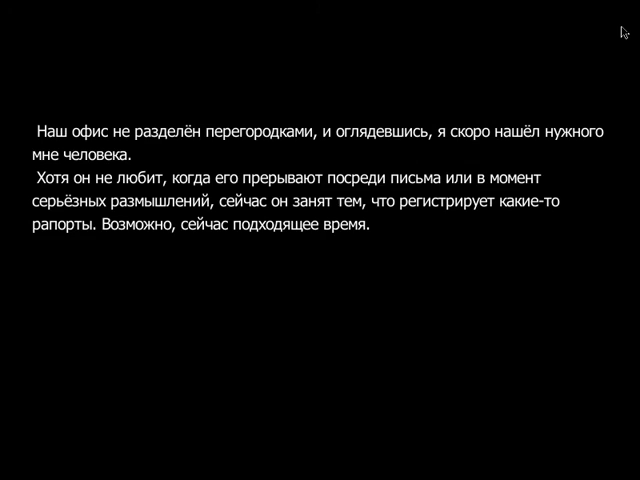 Наш офис не разделён перегородками, и оглядевшись, я скоро нашёл нужного
мне человека.
Хотя он не любит, когда его прерывают посреди письма или в момент
серьёзных размышлений, сейчас он занят тем, что регистрирует какие-то
рапорты. Возможно, сейчас подходящее время.